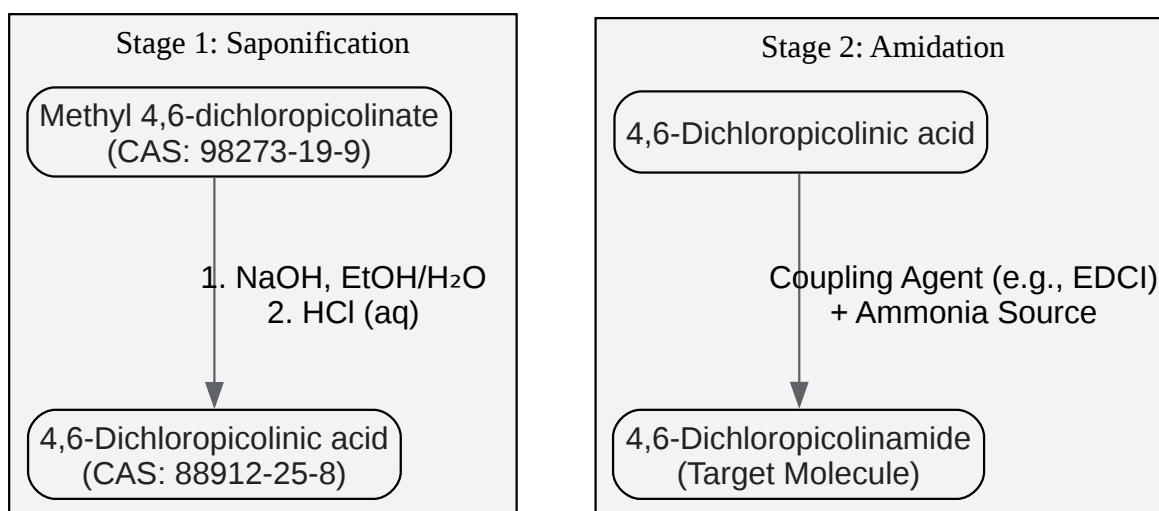 Stage 1: Saponification
Methyl 4,6-dichloropicolinate
(CAS: 98273-19-9)
1. NaOH, EtOH/H₂O
2. HCl (aq)
4,6-Dichloropicolinic acid
(CAS: 88912-25-8)
Stage 2: Amidation
4,6-Dichloropicolinic acid
Coupling Agent (e.g., EDCI)
+ Ammonia Source
4,6-Dichloropicolinamide
(Target Molecule)